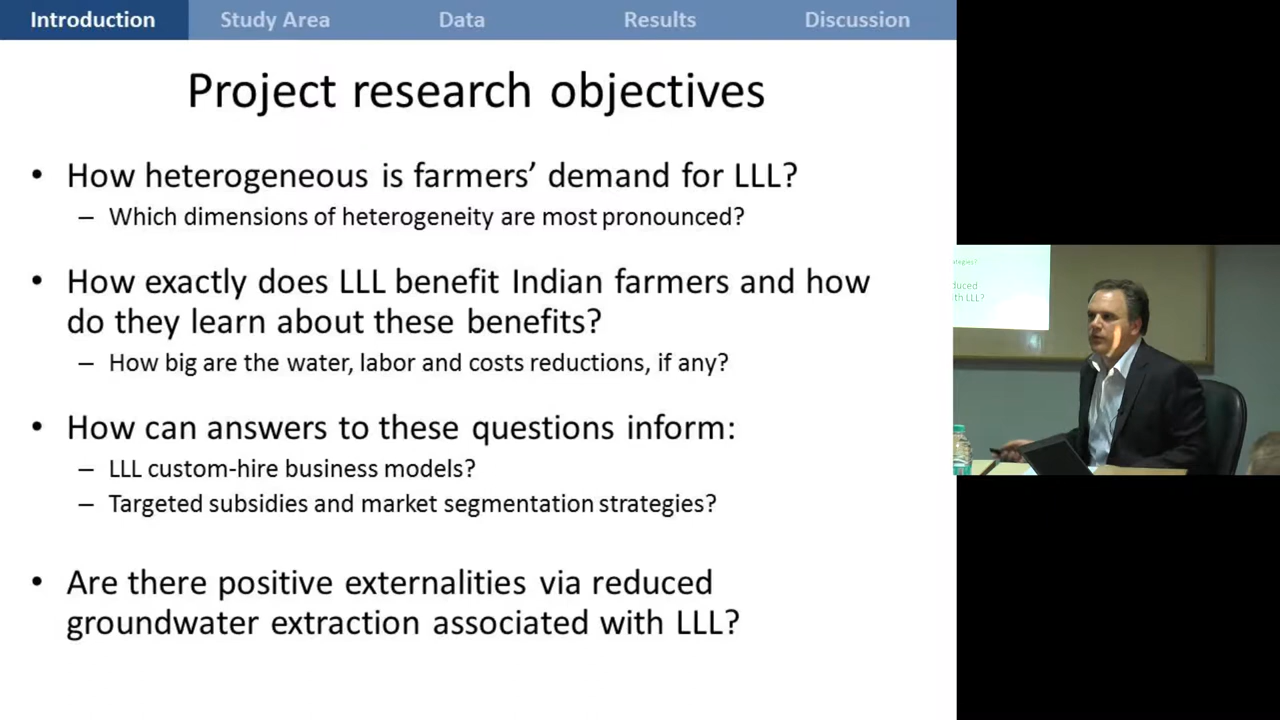 Introduction Study Area Data Results Discussion
Project research objectives
• How heterogeneous is farmers’ demand for LLL?
– Which dimensions of heterogeneity are most pronounced?
• How exactly does LLL benefit Indian farmers and how
do they learn about these benefits?
– How big are the water, labor and costs reductions, if any?
• How can answers to these questions inform:
– LLL custom-hire business models?
– Targeted subsidies and market segmentation strategies?
• Are there positive externalities via reduced
groundwater extraction associated with LLL?